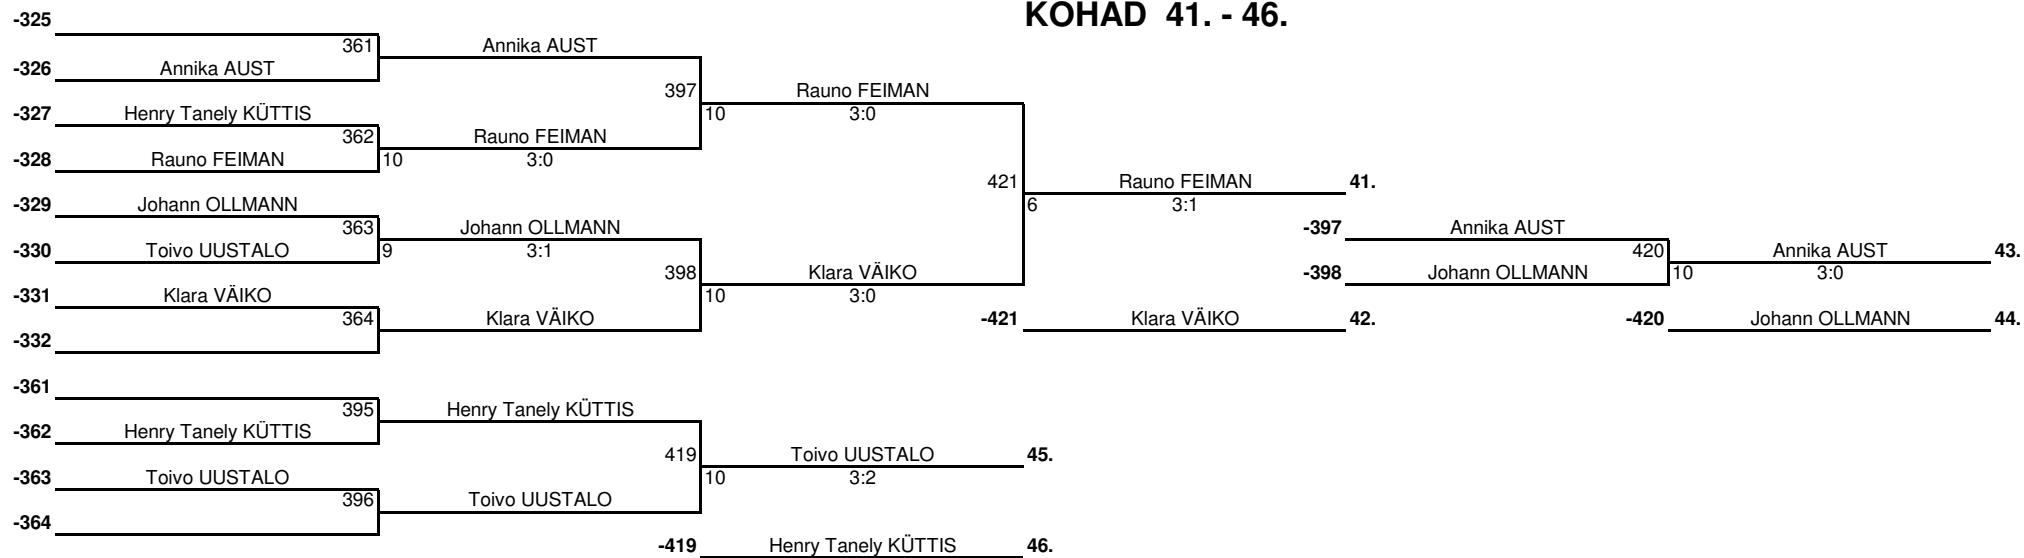 KOHAD 41. - 46.
-325
361 Annika AUST
-326 Annika AUST
397 Rauno FEIMAN
-327 Henry Tanely KÜTTIS 10 3:0
362 Rauno FEIMAN
-328 Rauno FEIMAN 10 3:0
421 Rauno FEIMAN 41.
-329 Johann OLLMANN 6 3:1
363 Johann OLLMANN -397 Annika AUST
-330 Toivo UUSTALO 9 3:1 420 Annika AUST 43.
398 Klara VÄIKO -398 Johann OLLMANN 10 3:0
-331 Klara VÄIKO 10 3:0
364 Klara VÄIKO -421 Klara VÄIKO 42. -420 Johann OLLMANN 44.
-332
-361
395 Henry Tanely KÜTTIS
-362 Henry Tanely KÜTTIS
419 Toivo UUSTALO 45.
-363 Toivo UUSTALO 10 3:2
396 Toivo UUSTALO
-364
-419 Henry Tanely KÜTTIS 46.